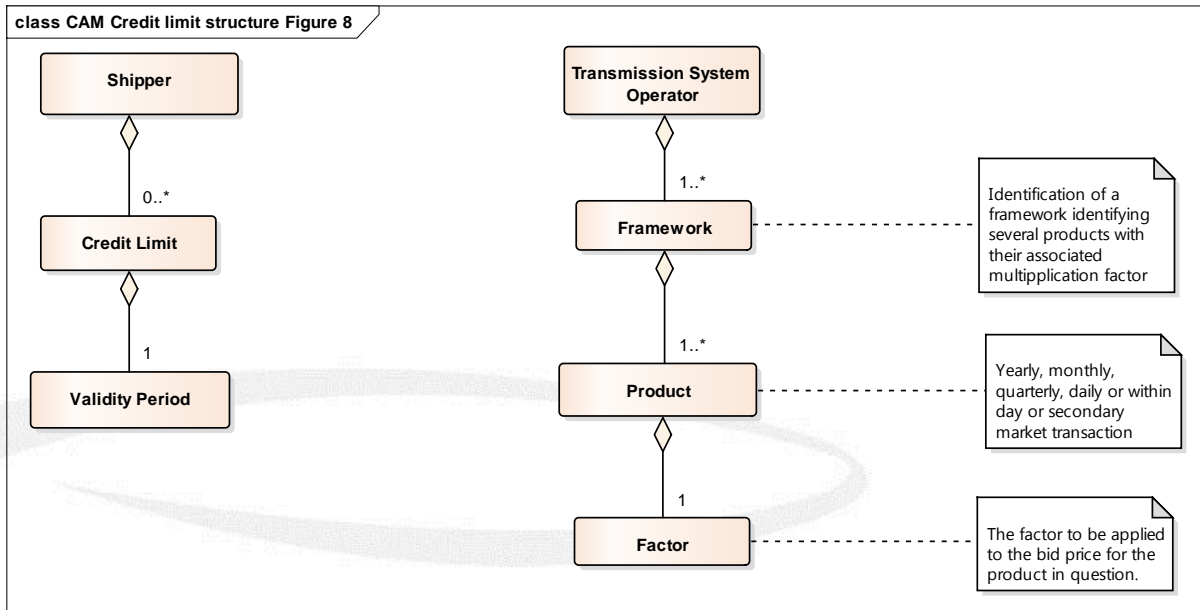 class CAM Credit limit structure Figure 8
Shipper
0..*
Credit Limit
1
Validity Period
Transmission System
Operator
1..*
Framework
1..*
Product
1
Factor
Identification of a
framework identifying
several products with
their associated
multipplication factor
Yearly, monthly,
quarterly, daily or within
day or secondary
market transaction
The factor to be applied
to the bid price for the
product in question.